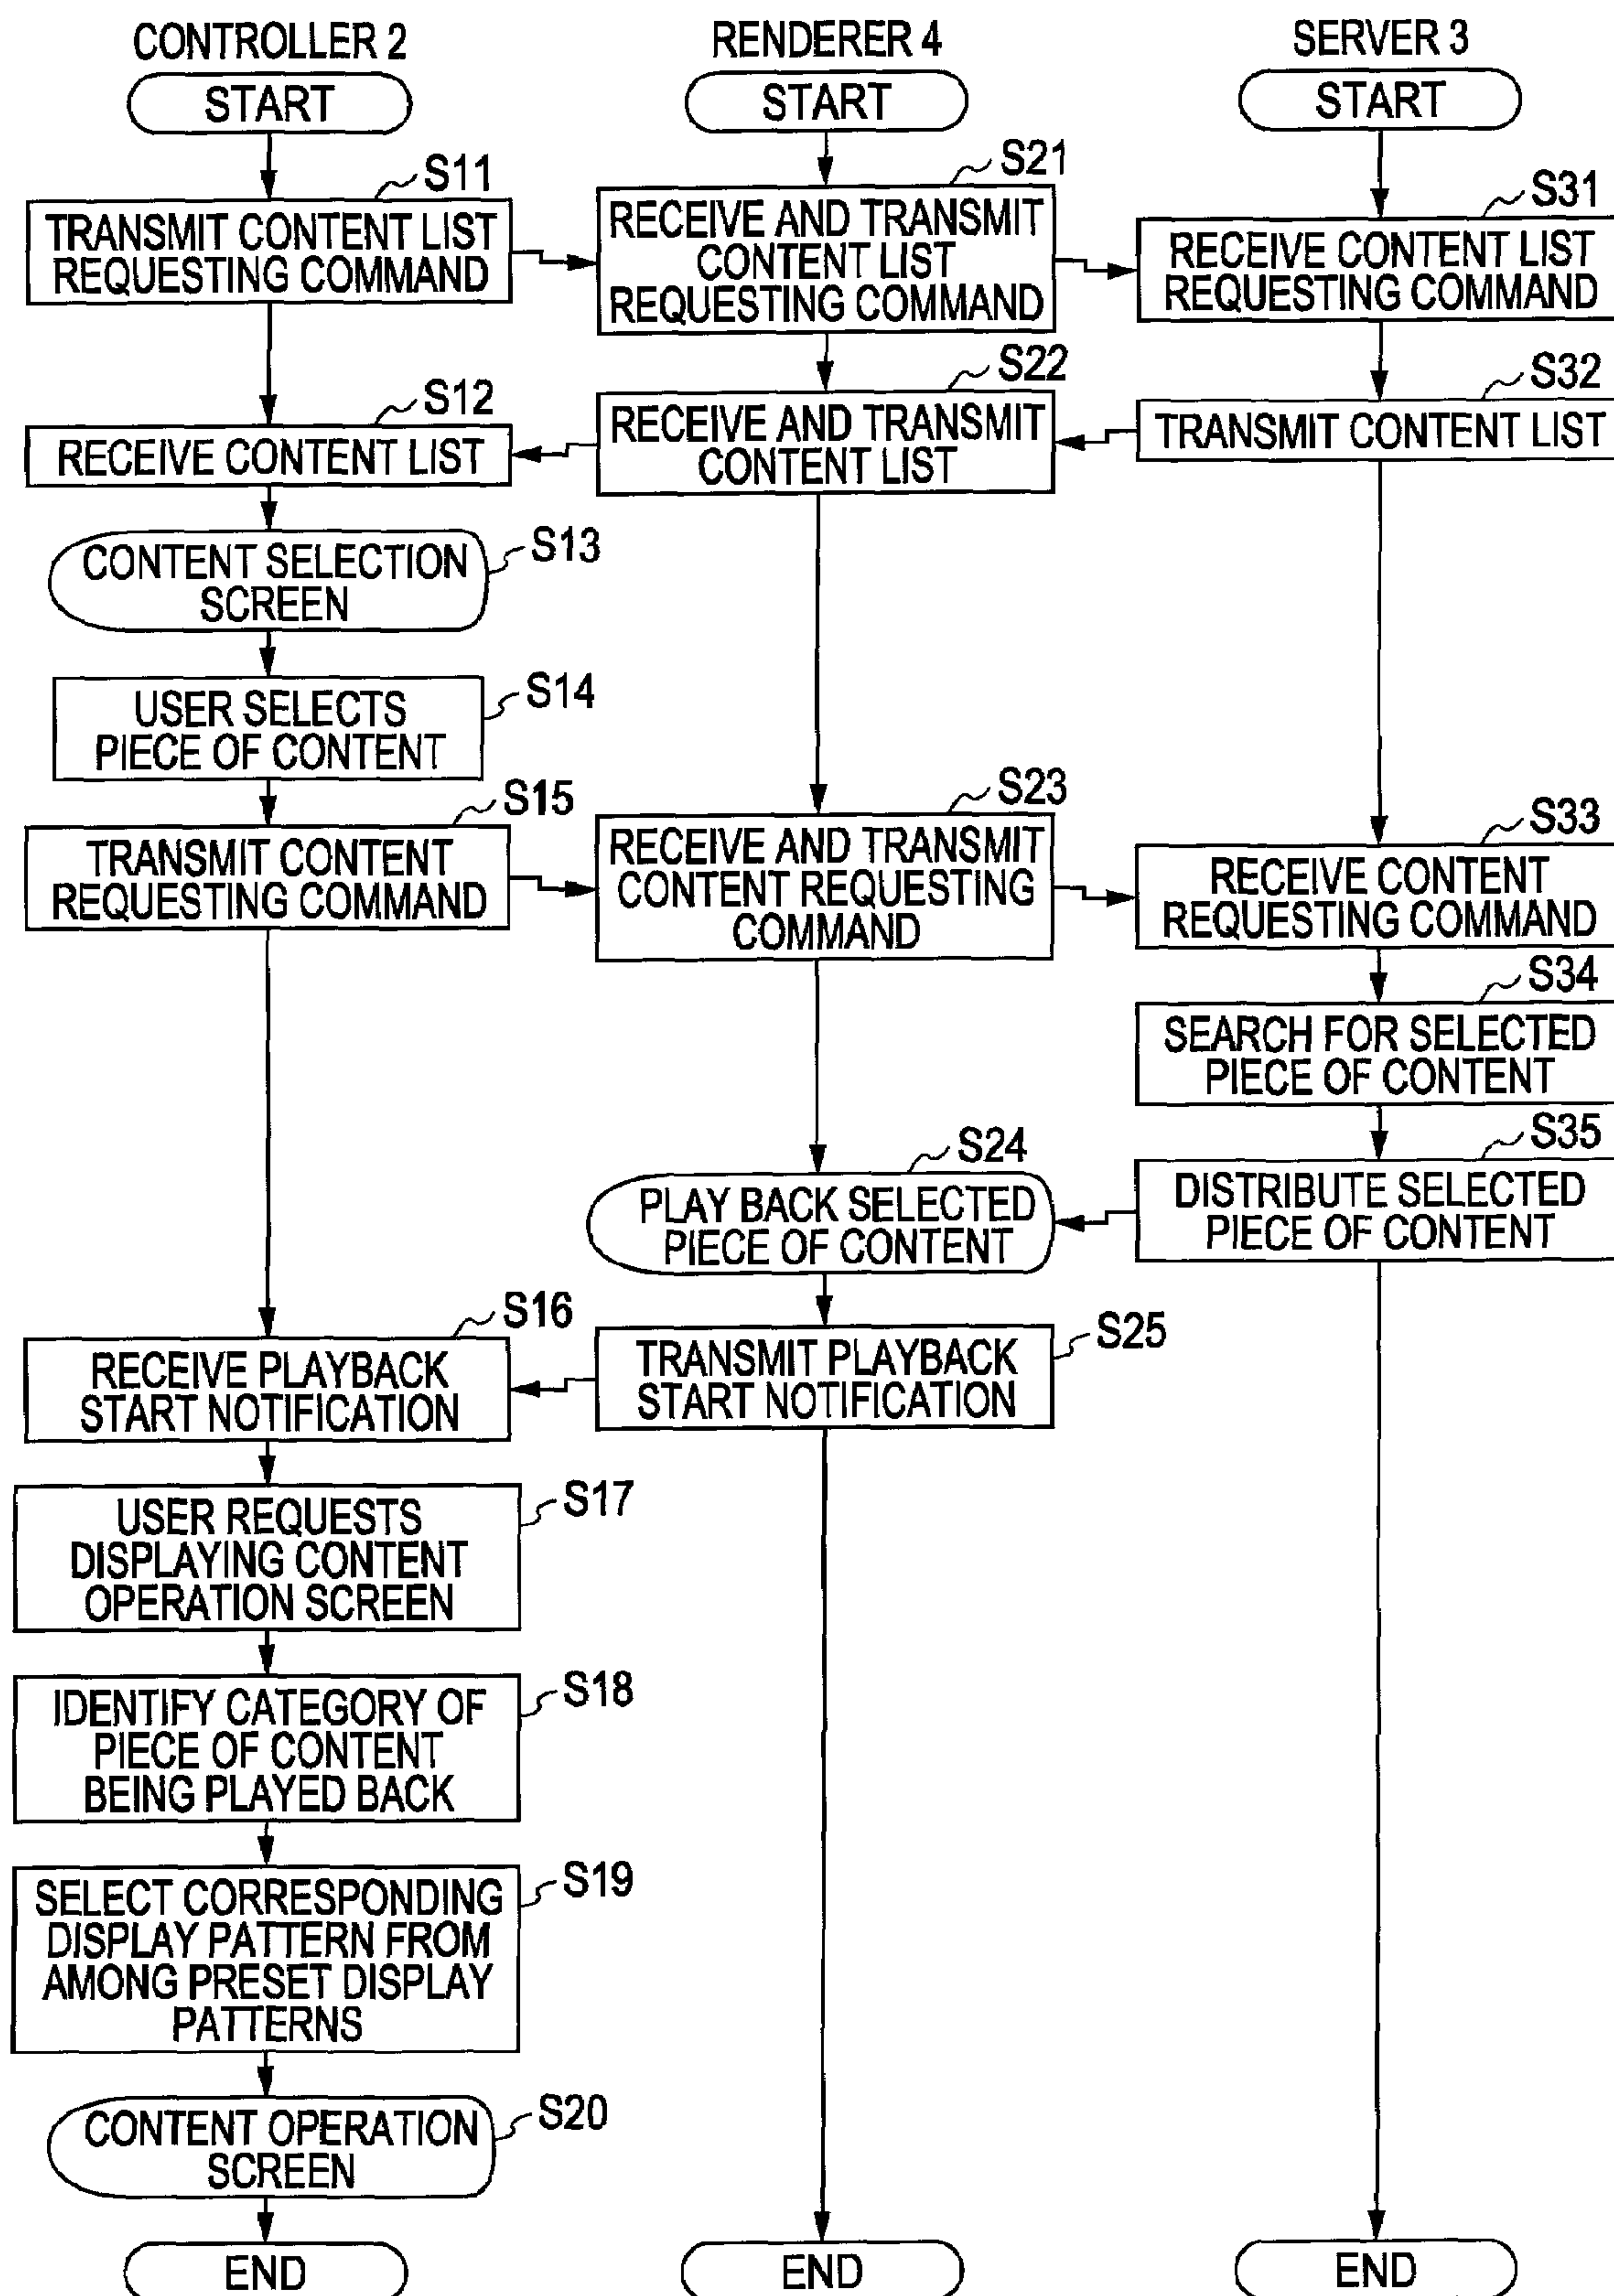 CONTROLLER 2
START
S11
TRANSMIT CONTENT LIST
REQUESTING COMMAND
S12
RECEIVE CONTENT LIST
S13
CONTENT SELECTION
SCREEN
S14
USER SELECTS
PIECE OF CONTENT
S15
TRANSMIT CONTENT
REQUESTING COMMAND
S16
RECEIVE PLAYBACK
START NOTIFICATION
S17
USER REQUESTS
DISPLAYING CONTENT
OPERATION SCREEN
S18
IDENTIFY CATEGORY OF
PIECE OF CONTENT
BEING PLAYED BACK
S19
SELECT CORRESPONDING
DISPLAY PATTERN FROM
AMONG PRESET DISPLAY
PATTERNS
S20
CONTENT OPERATION
SCREEN
END
RENDERER 4
START
S21
RECEIVE AND TRANSMIT
CONTENT LIST
REQUESTING COMMAND
S22
RECEIVE AND TRANSMIT
CONTENT LIST
S23
RECEIVE AND TRANSMIT
CONTENT REQUESTING
COMMAND
S24
PLAY BACK SELECTED
PIECE OF CONTENT
S25
TRANSMIT PLAYBACK
START NOTIFICATION
END
SERVER 3
START
S31
RECEIVE CONTENT LIST
REQUESTING COMMAND
S32
TRANSMIT CONTENT LIST
S33
RECEIVE CONTENT
REQUESTING COMMAND
S34
SEARCH FOR SELECTED
PIECE OF CONTENT
S35
DISTRIBUTE SELECTED
PIECE OF CONTENT
END